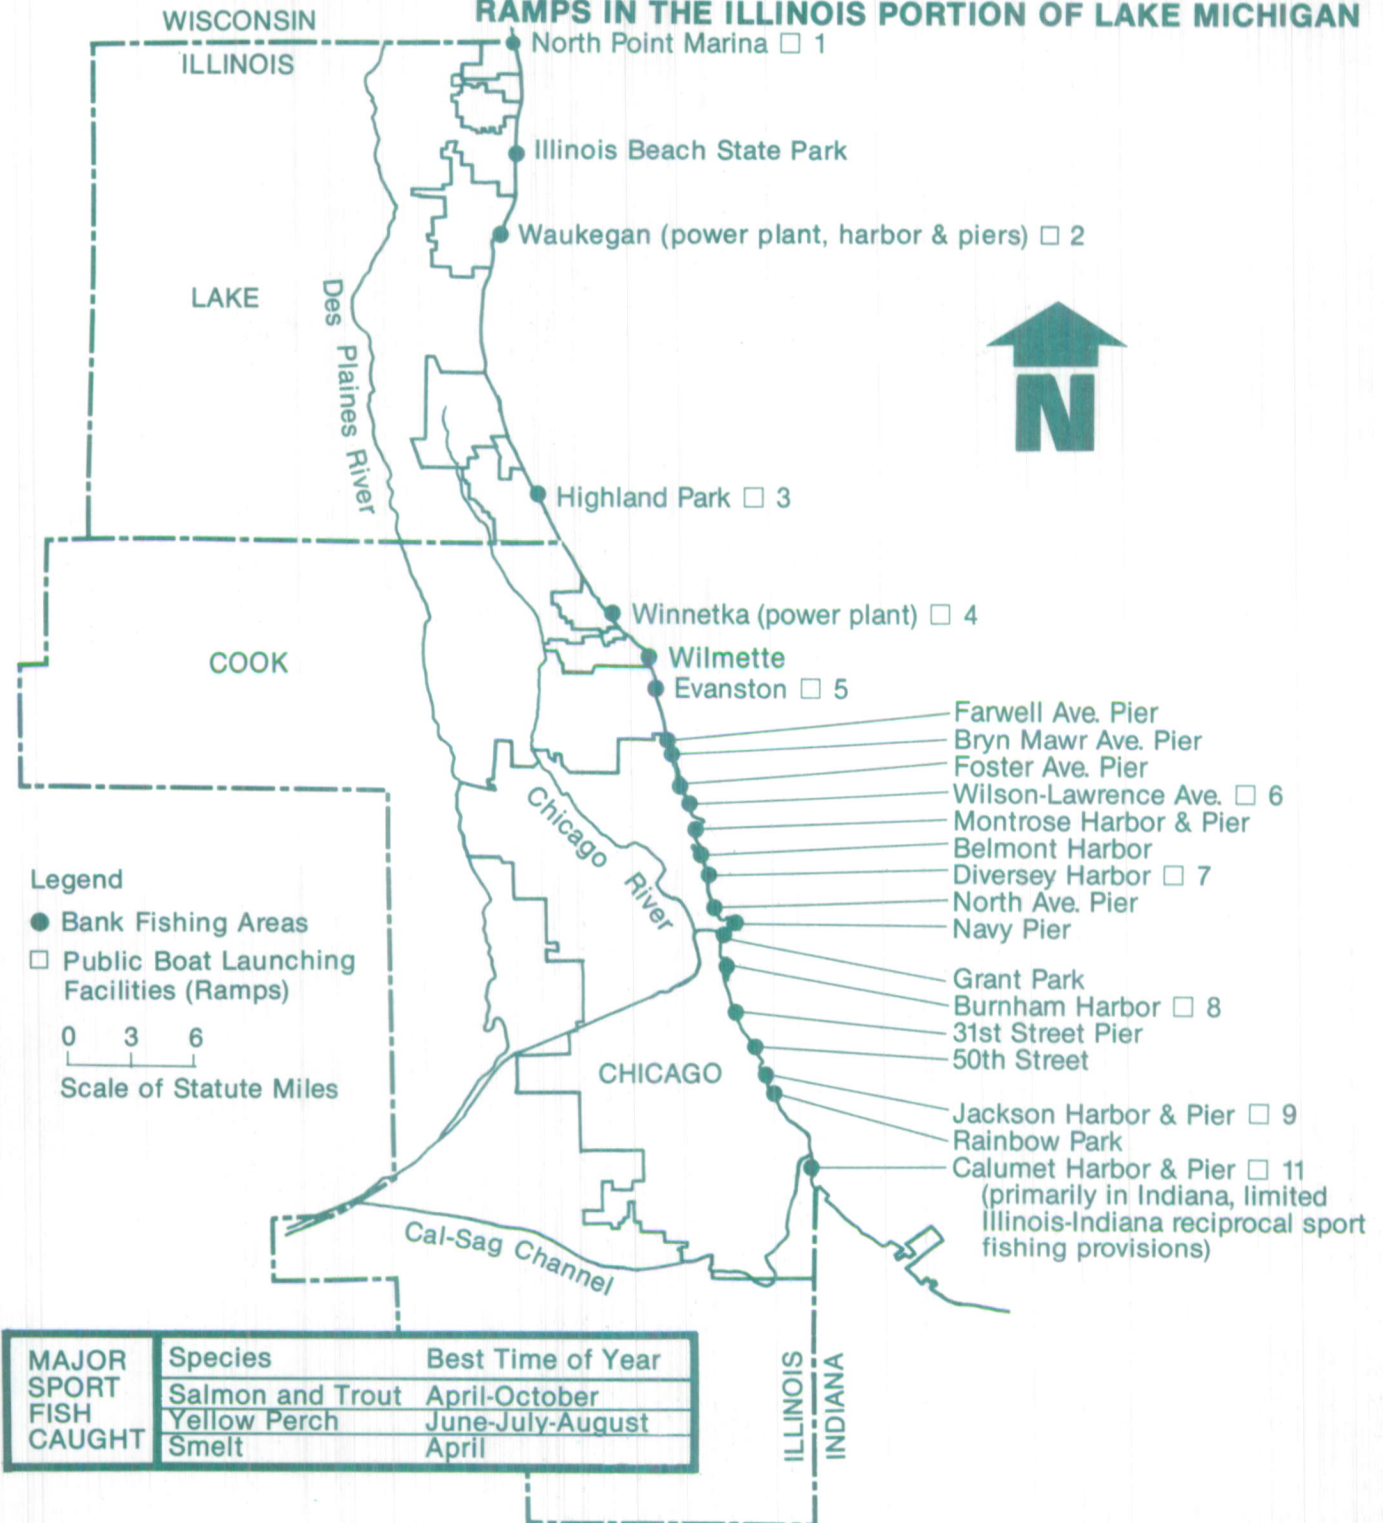 RAMPS IN THE ILLINOIS PORTION OF LAKE MICHIGAN
WISCONSIN
ILLINOIS
North Point Marina □ 1
Illinois Beach State Park
Waukegan (power plant, harbor & piers) □ 2
LAKE
Des Plaines River
N
Highland Park □ 3
Winnetka (power plant) □ 4
COOK
Wilmette
Evanston □ 5
Farwell Ave. Pier
Bryn Mawr Ave. Pier
Foster Ave. Pier
Wilson-Lawrence Ave. □ 6
Montrose Harbor & Pier
Belmont Harbor
Diversey Harbor □ 7
North Ave. Pier
Navy Pier
Grant Park
Burnham Harbor □ 8
31st Street Pier
50th Street
Jackson Harbor & Pier □ 9
Rainbow Park
Calumet Harbor & Pier □ 11
(primarily in Indiana, limited
Illinois-Indiana reciprocal sport
fishing provisions)
Chicago River
CHICAGO
Legend
● Bank Fishing Areas
□ Public Boat Launching
Facilities (Ramps)
0 3 6
Scale of Statute Miles
Cal-Sag Channel
ILLINOIS
INDIANA
MAJOR
SPORT
FISH
CAUGHT
Species Best Time of Year
Salmon and Trout April-October
Yellow Perch June-July-August
Smelt April